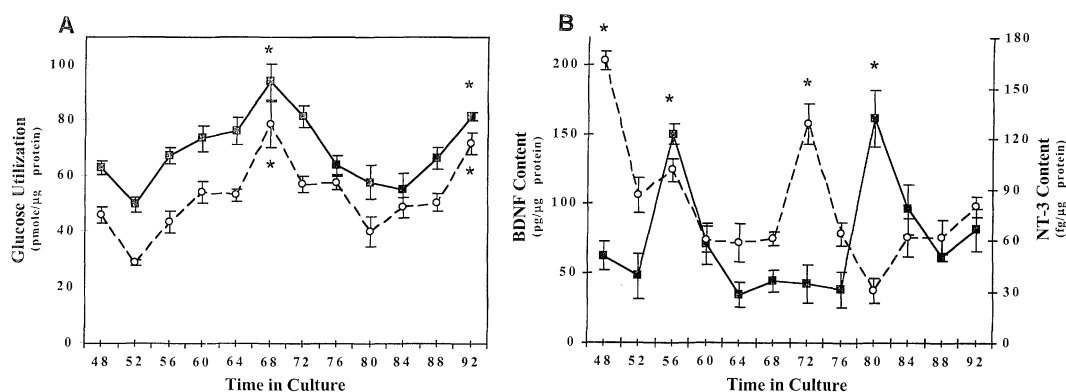 A
Glucose Utilization
(pmole/µg protein)
100
80
60
40
20
0
*
*
*
*
48 52 56 60 64 68 72 76 80 84 88 92
Time in Culture
B
BDNF Content
(pg/µg protein)
200
150
100
50
0
*
*
*
*
180
150
120
90
60
30
0
NT-3 Content
(fg/µg protein)
48 52 56 60 64 68 72 76 80 84 88 92
Time in Culture